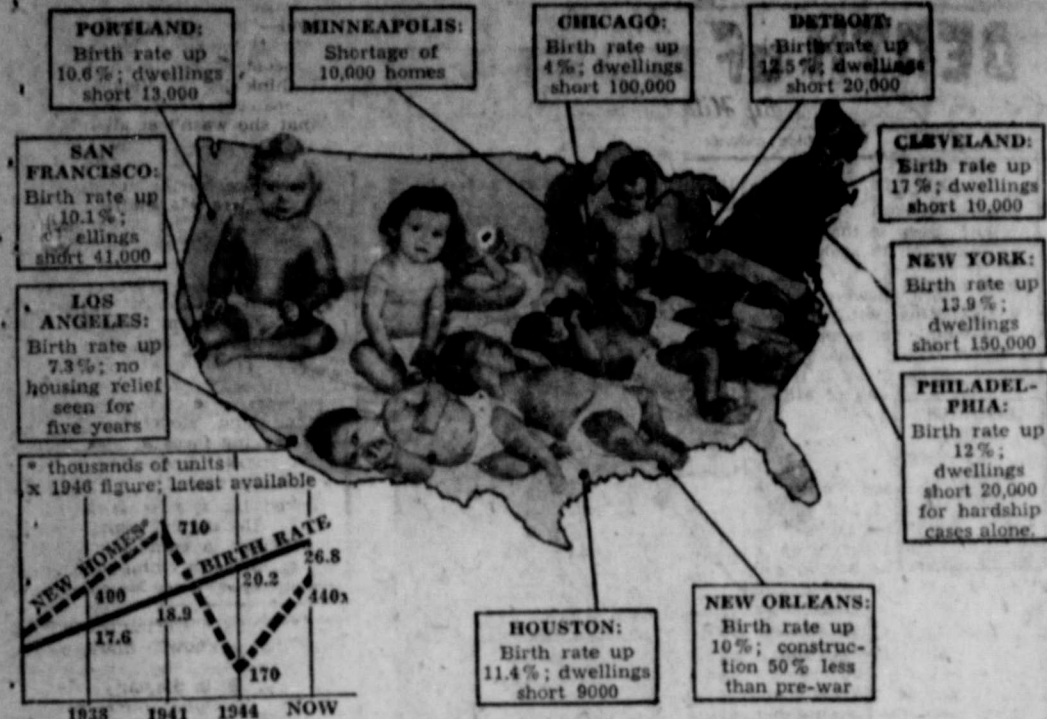 PORTLAND:
Birth rate up
10.6%; dwellings
short 13,000
MINNEAPOLIS:
Shortage of
10,000 homes
CHICAGO:
Birth rate up
4%; dwellings
short 100,000
DETROIT:
Birth rate up
12.5%; dwellings
short 20,000
SAN
FRANCISCO:
Birth rate up
10.1%;
ellings
short 41,000
CLEVELAND:
Birth rate up
17%; dwellings
short 10,000
LOS
ANGELES:
Birth rate up
7.3%; no
housing relief
seen for
five years
NEW YORK:
Birth rate up
13.9%;
dwellings
short 150,000
PHILADEL-
PHIA:
Birth rate up
12%;
dwellings
short 20,000
for hardship
cases alone.
* thousands of units
x 1946 figure; latest available
NEW HOMES*
710
BIRTH RATE
26.8
400
20.2
440x
18.9
17.6
170
1938 1941 1944 NOW
HOUSTON:
Birth rate up
11.4%; dwellings
short 9000
NEW ORLEANS:
Birth rate up
10%; construc-
tion 50% less
than pre-war